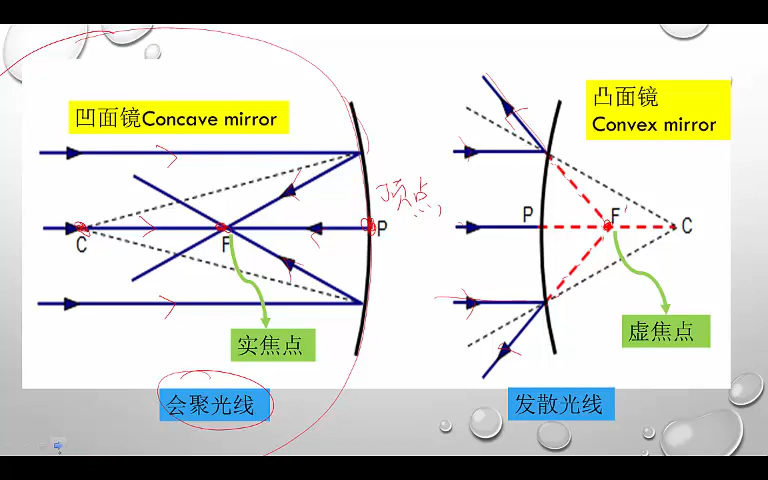 凹面镜Concave mirror
凸面镜
Convex mirror
顶点
C
F
P
P
F
C
实焦点
虚焦点
会聚光线
发散光线